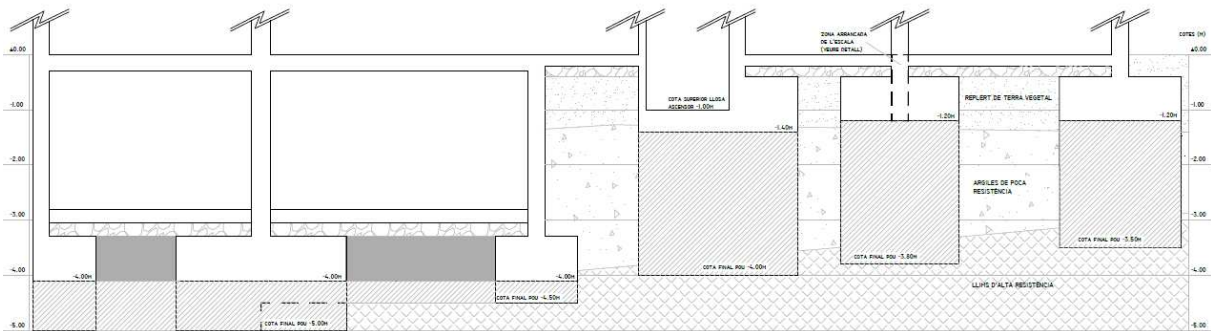 ZONA ARRANCADA
DE L'ESCALA
(VEURE DETALL)
COTES (M)
±0.00
±0.00
COTA SUPERIOR LLOSA
ASCENSOR -1.00M
REPLERT DE TERRA VEGETAL
-1.00
-1.00
-1.20M
-1.20M
-1.40M
-2.00
-2.00
ARGILES DE POCA
RESISTÈNCIA
-3.00
-3.00
COTA FINAL POU -3.50M
COTA FINAL POU -3.80M
COTA FINAL POU -4.00M
-4.00
-4.00M
-4.00M
-4.00M
-4.00
LLIMS D'ALTA RESISTÈNCIA
COTA FINAL POU -4.50M
COTA FINAL POU -5.00M
-5.00
-5.00